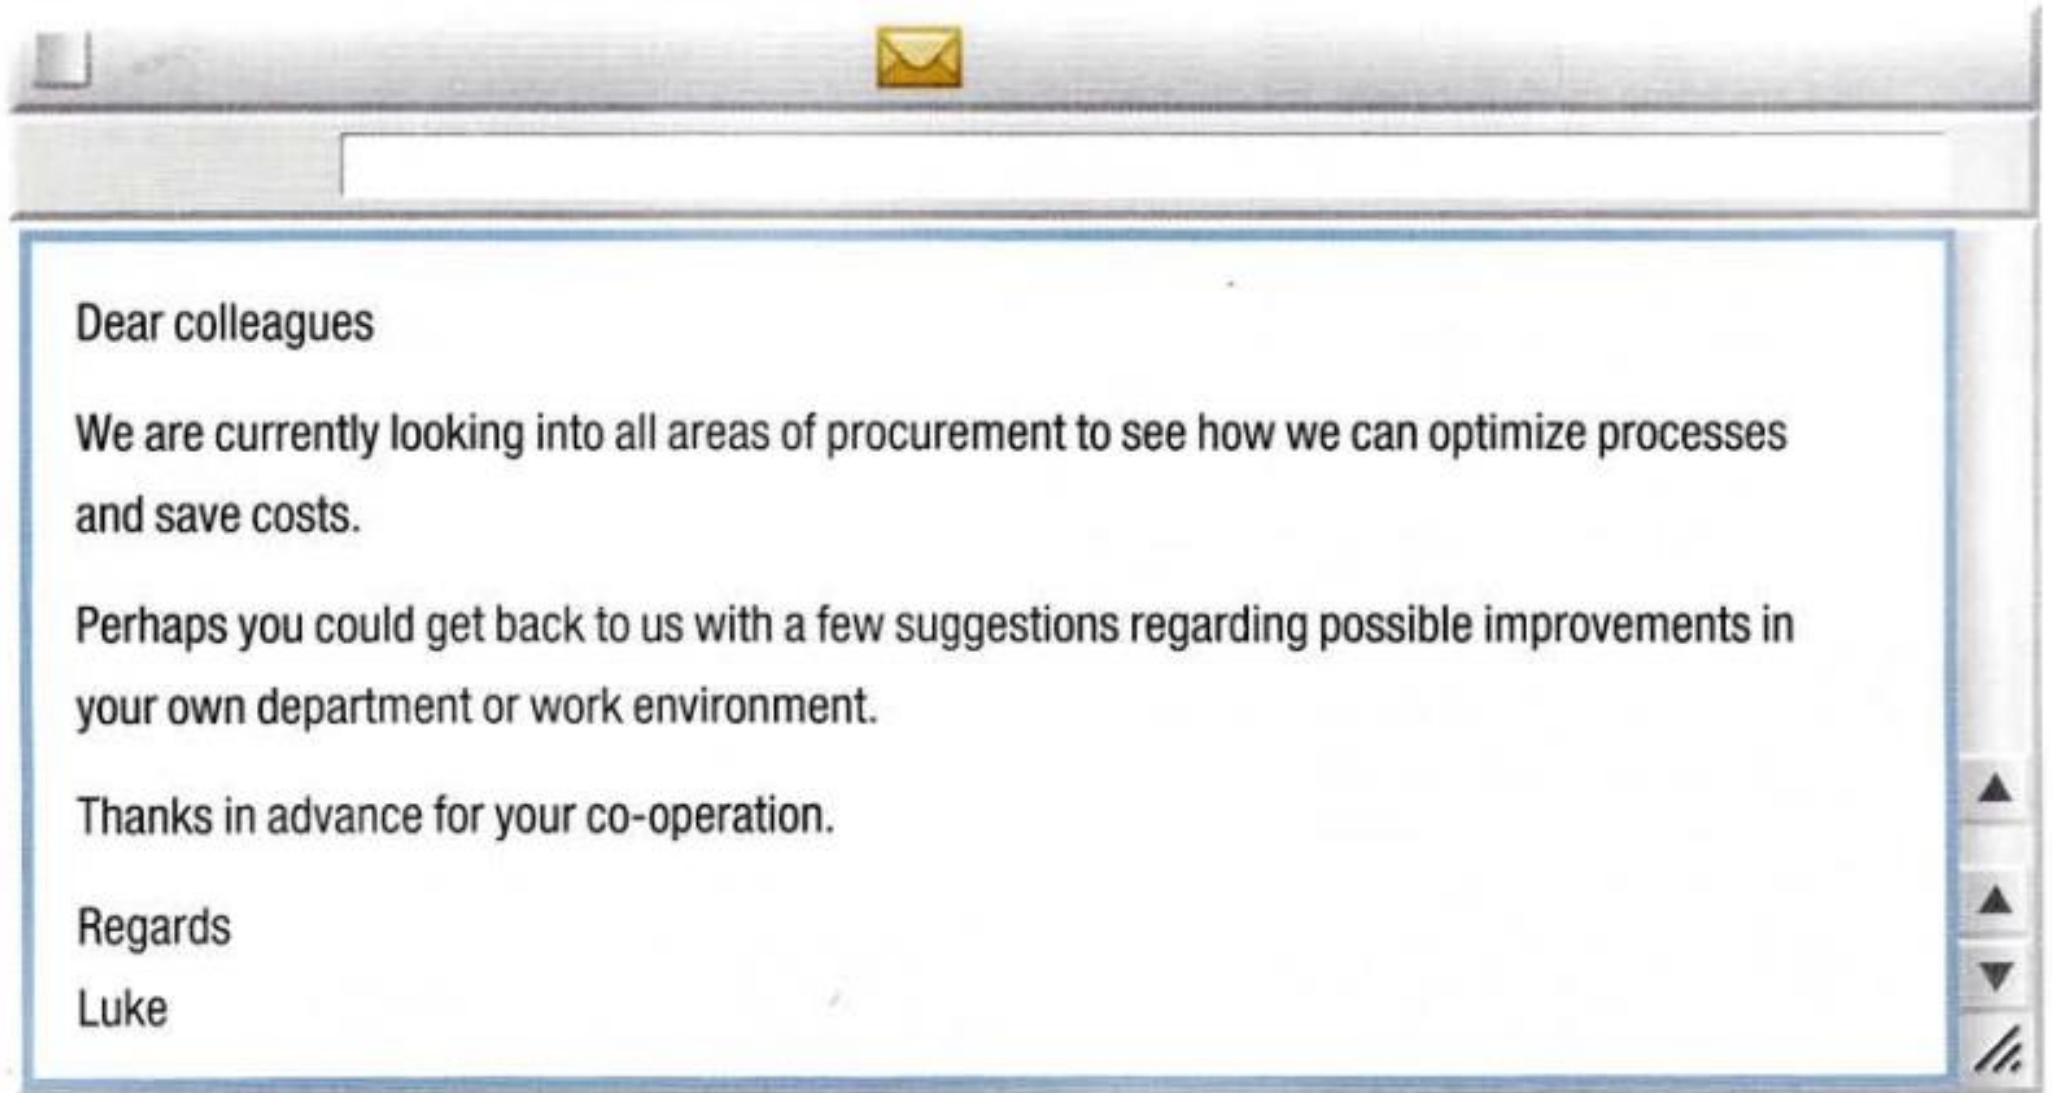 Dear colleagues
We are currently looking into all areas of procurement to see how we can optimize processes
and save costs.
Perhaps you could get back to us with a few suggestions regarding possible improvements in
your own department or work environment.
Thanks in advance for your co-operation.
Regards
Luke